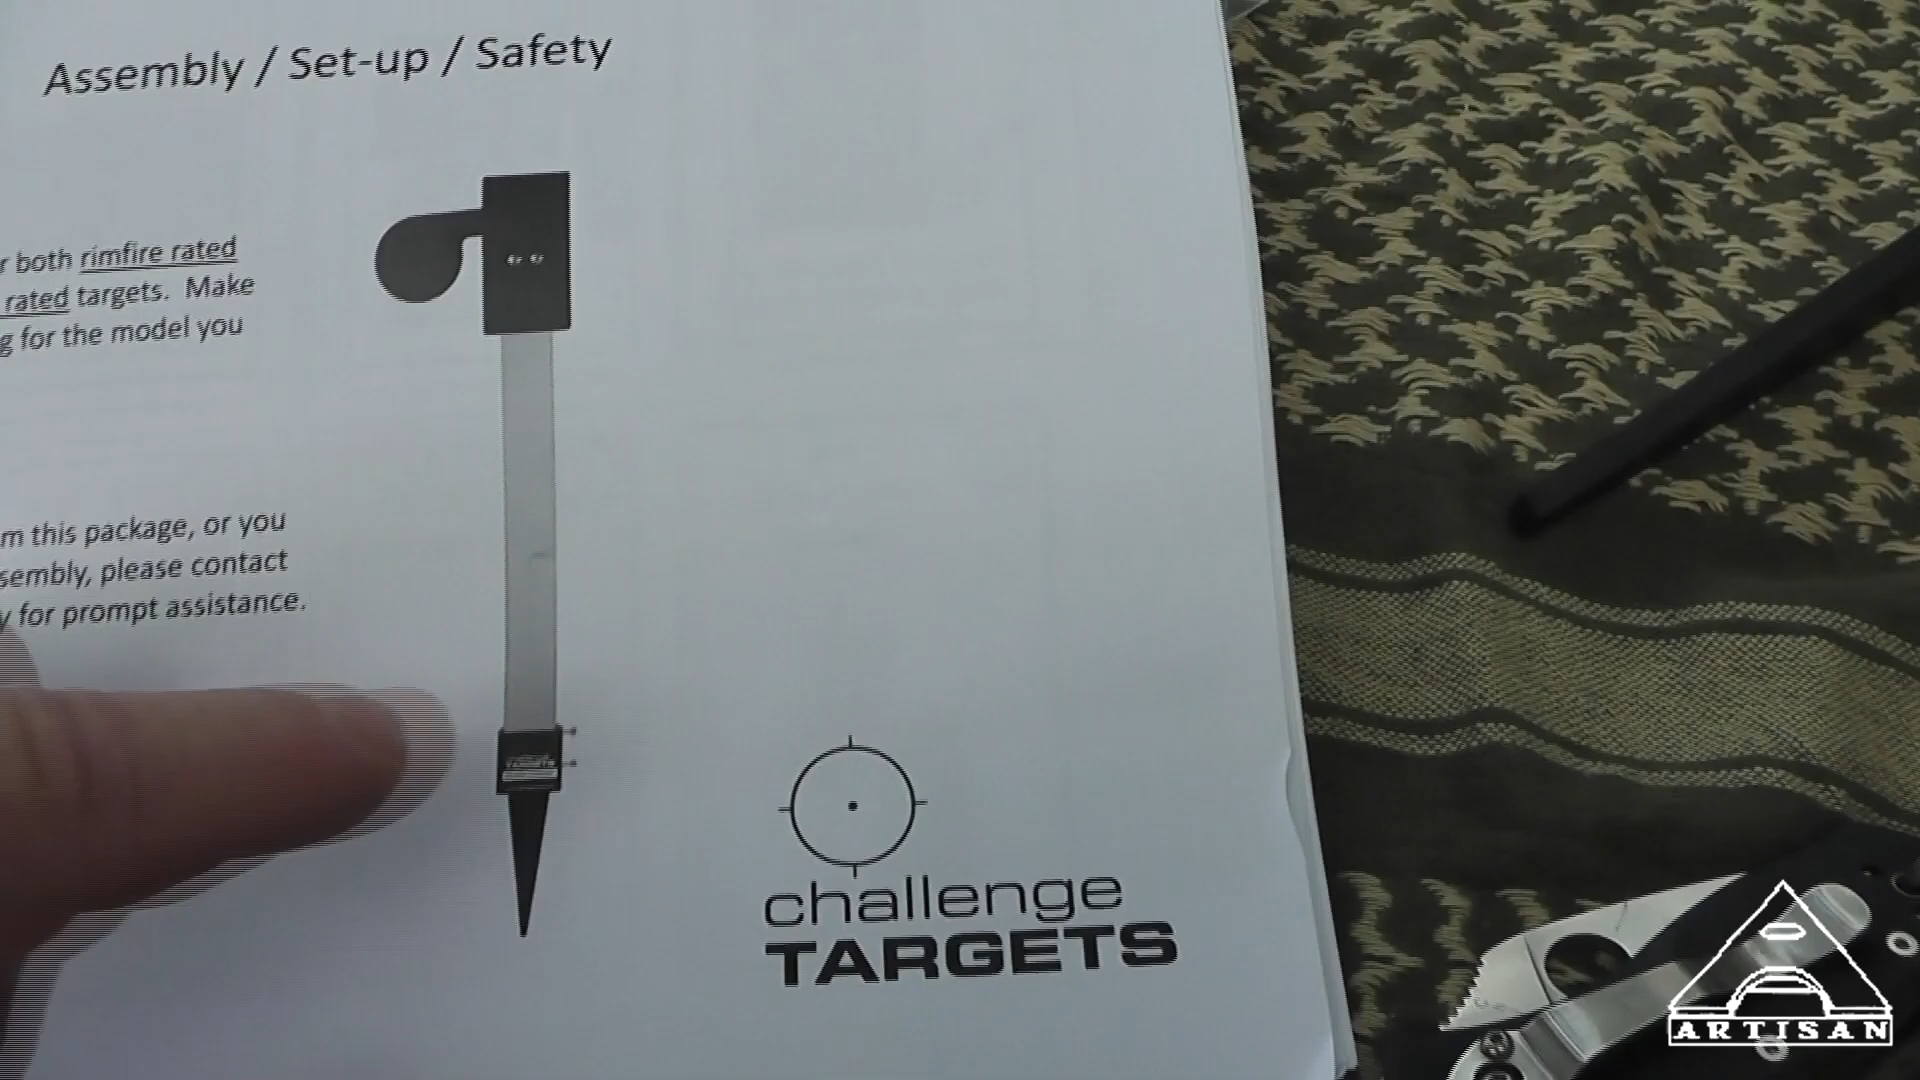 Assembly / Set-up / Safety
both rimfire rated
rated targets. Make
for the model you
this package, or you
please contact
for prompt assistance.
TARGETS
challenge
TARGETS
ARTISAN